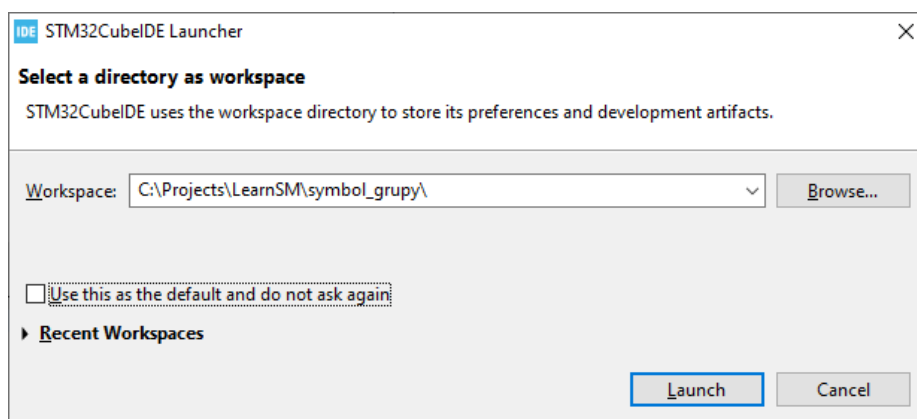 IDE STM32CubeIDE Launcher
Select a directory as workspace
STM32CubeIDE uses the workspace directory to store its preferences and development artifacts.
Workspace: C:\Projects\LearnSM\symbol_grupy\ Browse...
Use this as the default and do not ask again
Recent Workspaces
Launch Cancel